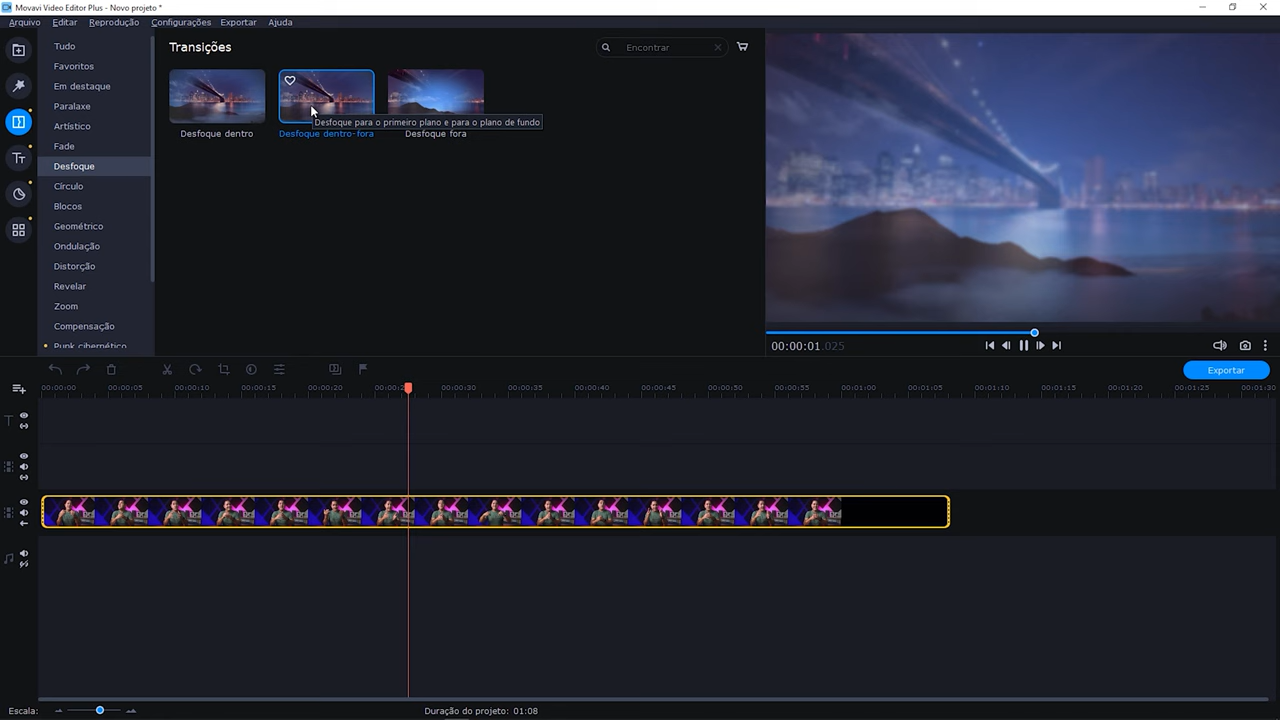 Movavi Video Editor Plus - Novo projeto *
Arquivo Editar Reprodução Configurações Exportar Ajuda
Tudo
Favoritos
Em destaque
Paralaxe
Artístico
Fade
Desfoque
Círculo
Blocos
Geométrico
Ondulação
Distorção
Revelar
Zoom
Compensação
Punk cibernético
Transições
Encontrar
Desfoque para o primeiro plano e para o plano de fundo
Desfoque dentro Desfoque dentro-fora Desfoque fora
00:00:01.025
Exportar
00:00:00 00:00:05 00:00:10 00:00:15 00:00:20 00:00:2 00:00:30 00:00:35 00:00:40 00:00:45 00:00:50 00:00:55 00:01:00 00:01:05 00:01:10 00:01:15 00:01:20 00:01:25 00:01:30
Escala: Duração do projeto: 01:08